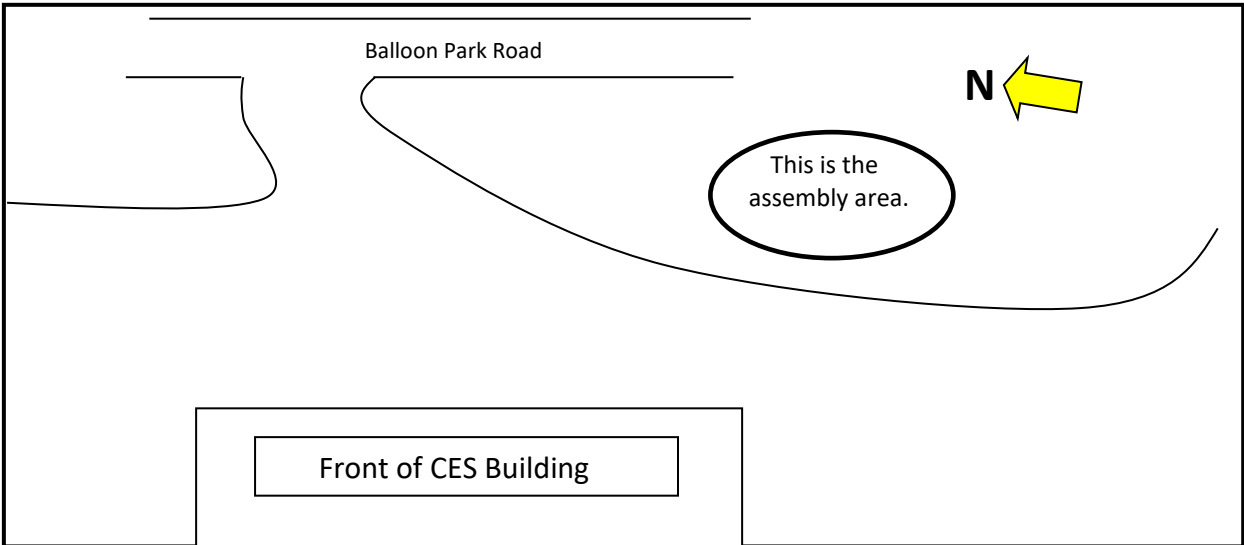 Balloon Park Road
N
This is the
assembly area.
Front of CES Building